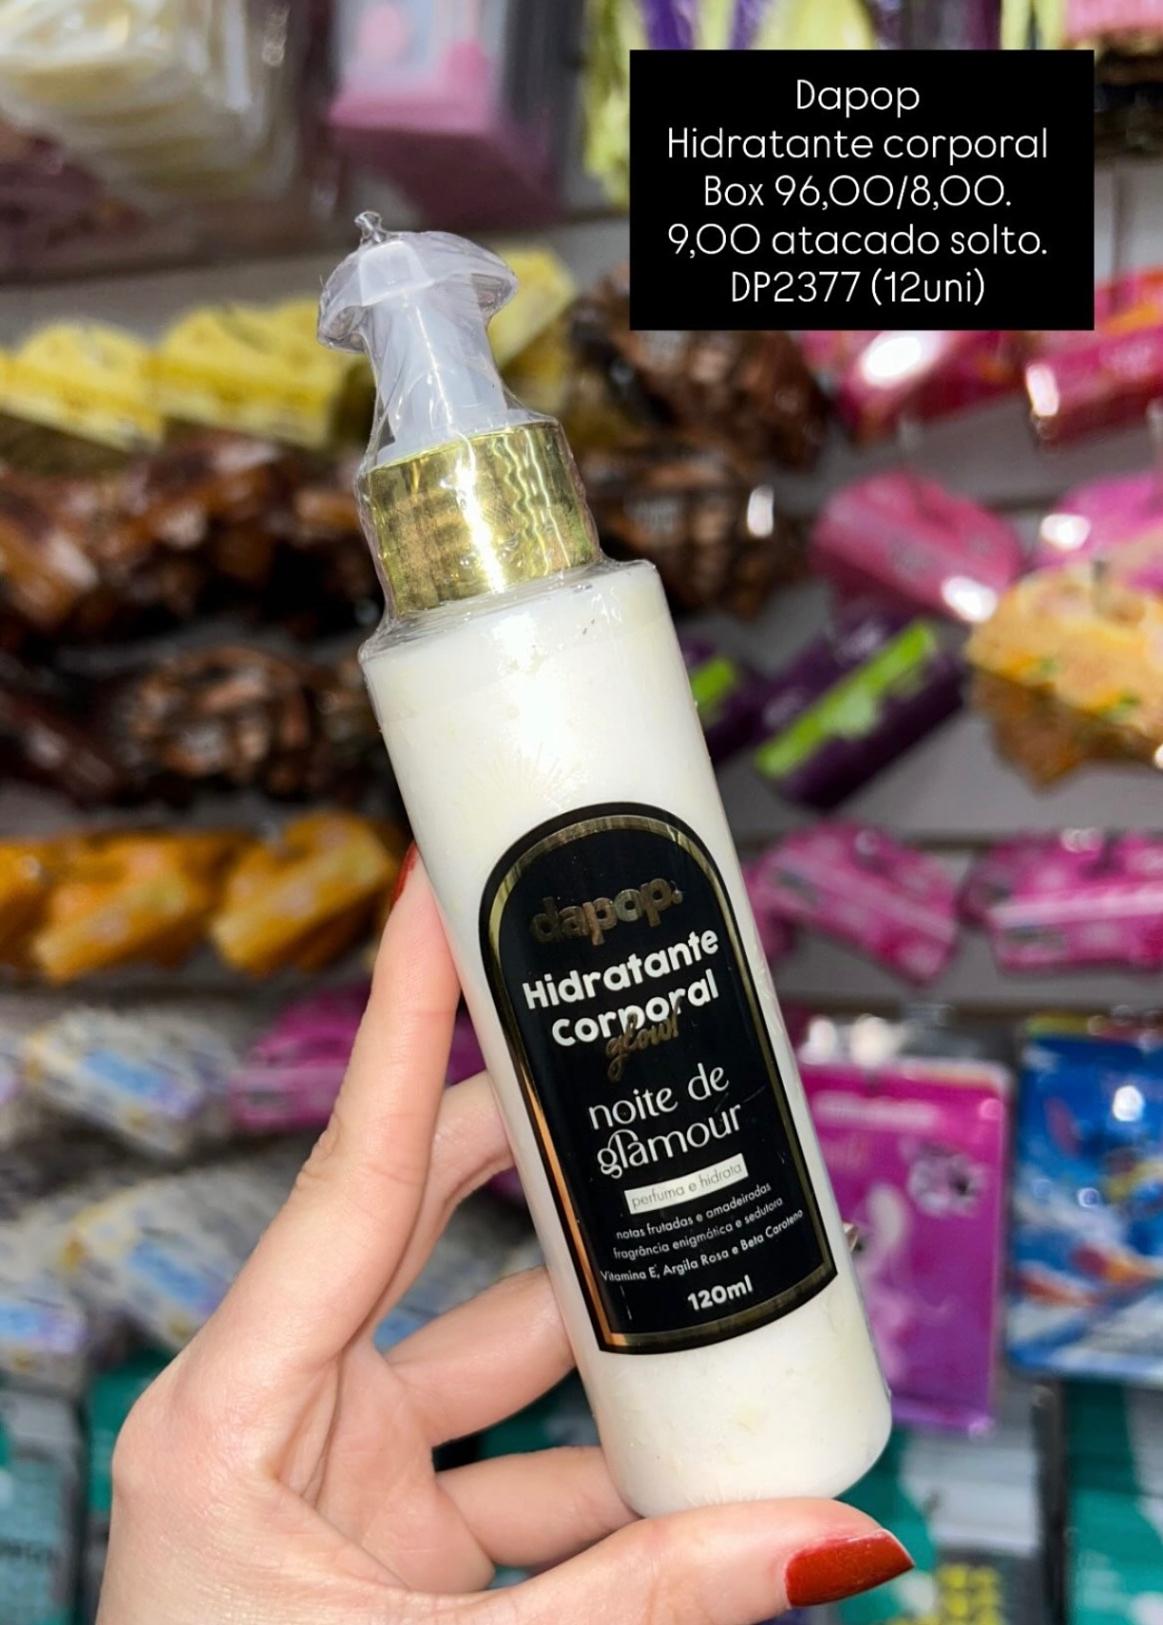 Dapop
Hidratante corporal
Box 96,00/8,00.
9,00 atacado solto.
DP2377 (12uni)
dapop.
Hidratante
corporal
glow!
noite de
glamour
perfuma e hidrata
notas frutadas e amadeiradas
fragrância enigmática e sedutora
Vitamina E, Argila Rosa e Beta Caroteno
120ml